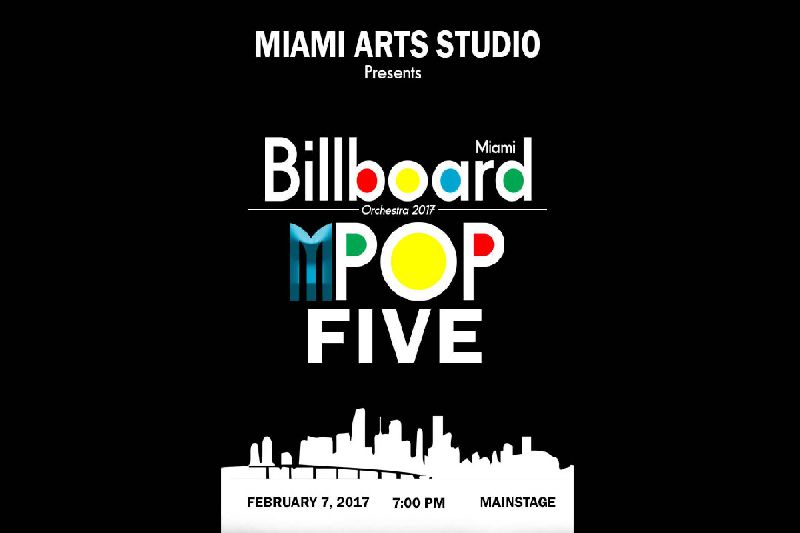 MIAMI ARTS STUDIO
Presents
Miami
Billboard
Orchestra 2017
MPOP
FIVE
FEBRUARY 7, 2017 7:00 PM MAINSTAGE